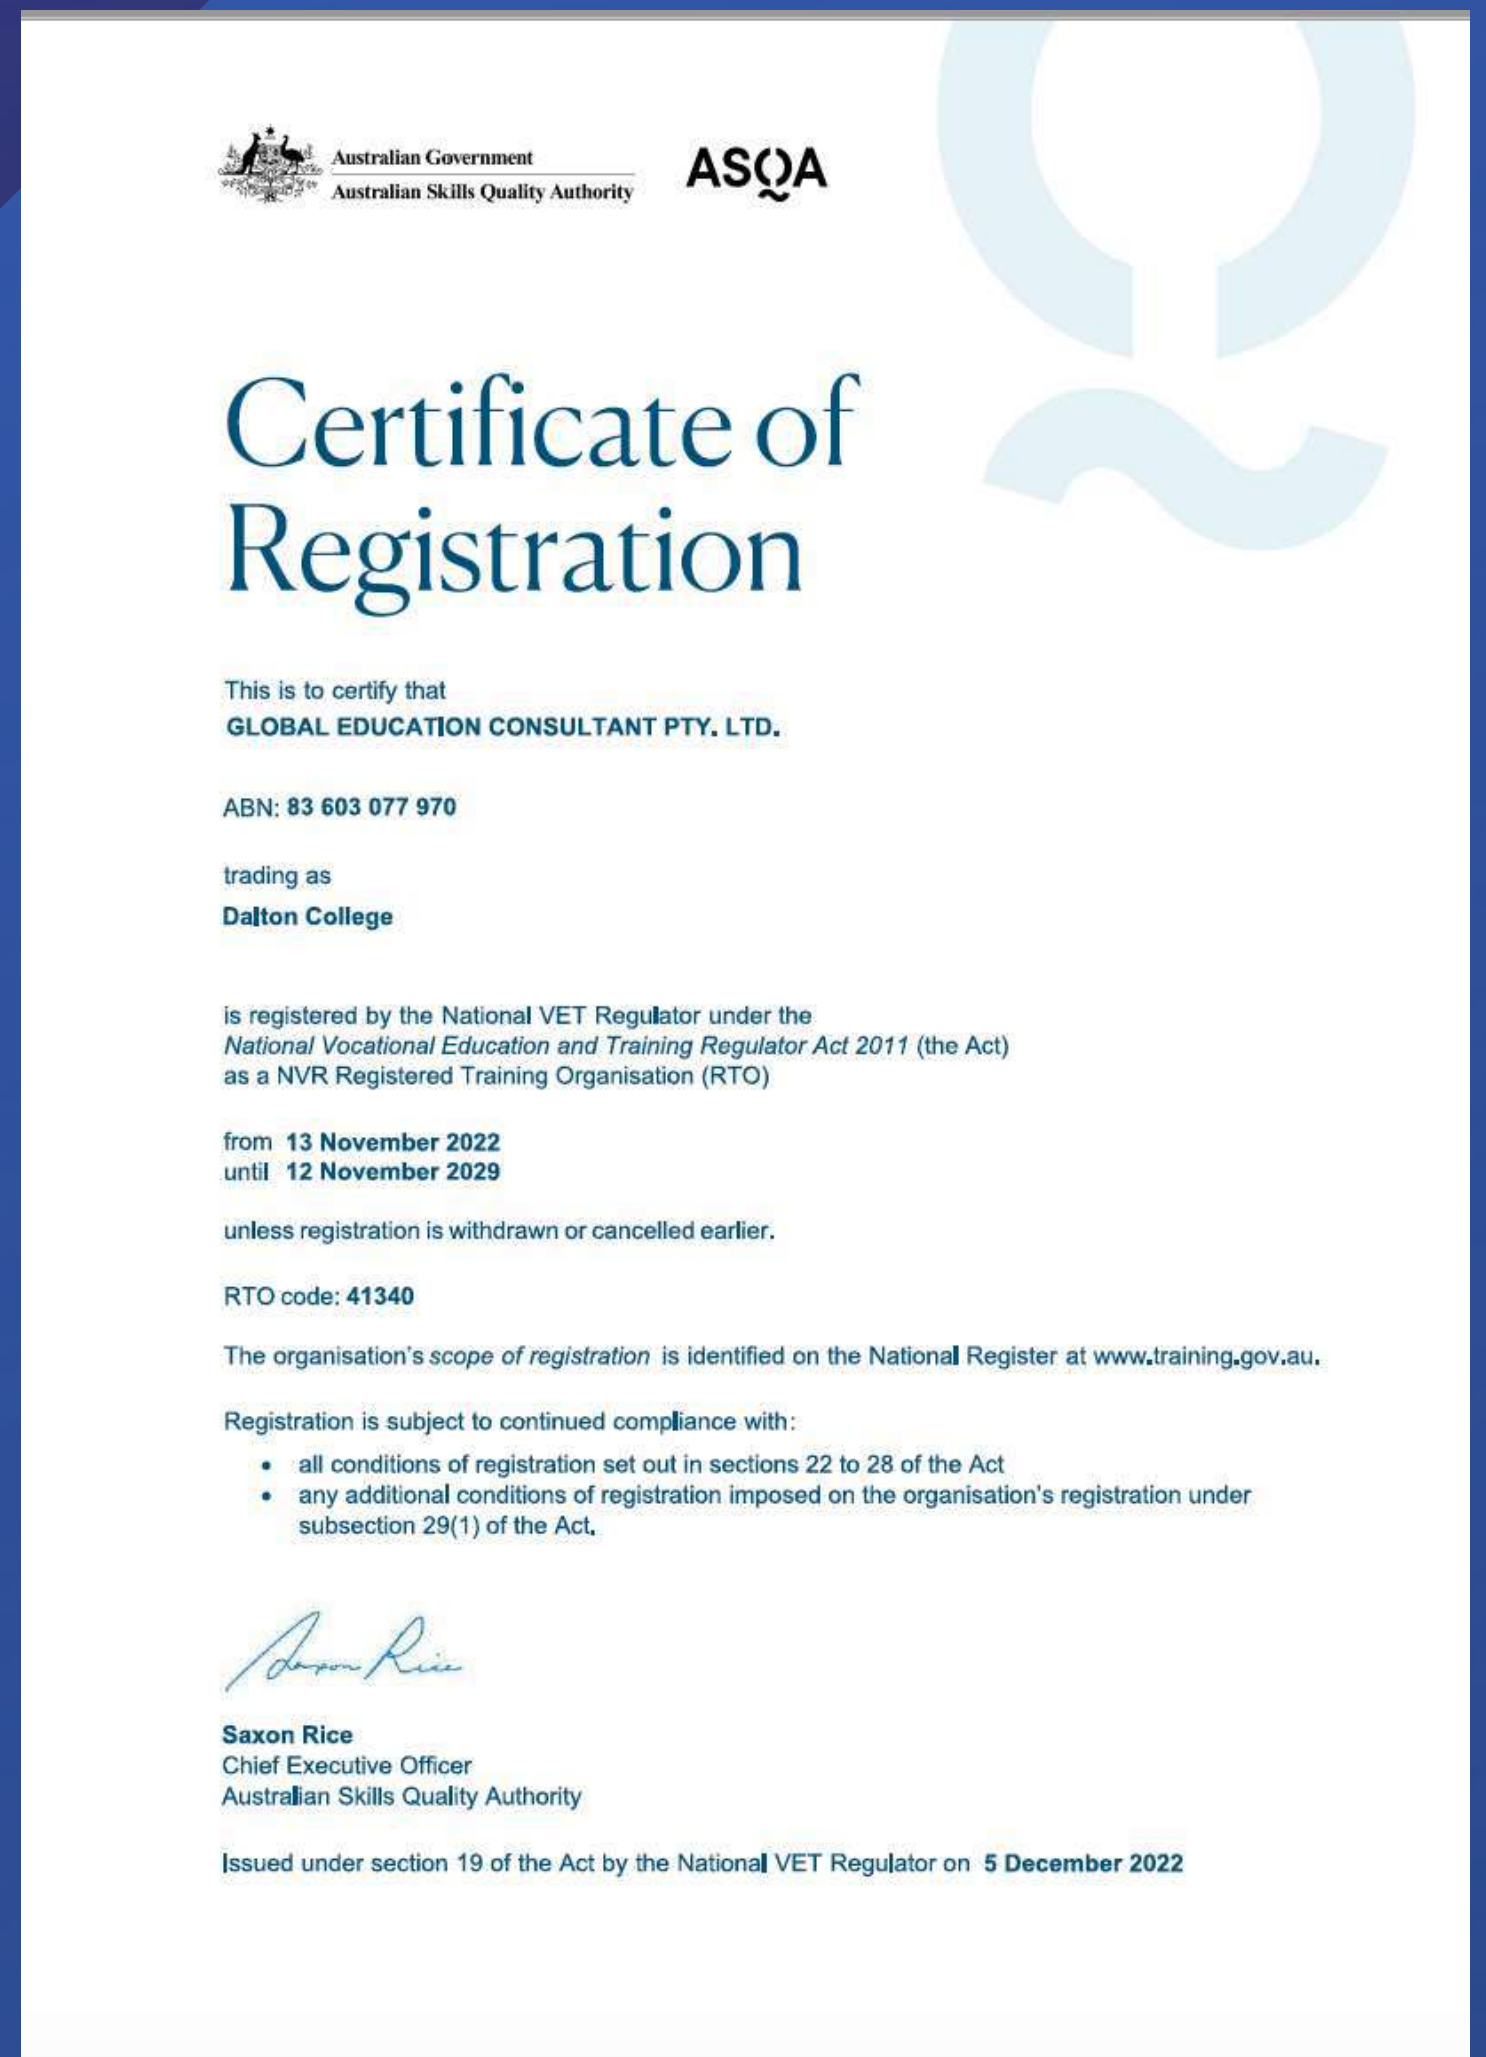 Australian Government
Australian Skills Quality Authority
ASQA
Certificate of
Registration
This is to certify that
GLOBAL EDUCATION CONSULTANT PTY. LTD.
ABN: 83 603 077 970
trading as
Dalton College
is registered by the National VET Regulator under the
National Vocational Education and Training Regulator Act 2011 (the Act)
as a NVR Registered Training Organisation (RTO)
from 13 November 2022
until 12 November 2029
unless registration is withdrawn or cancelled earlier.
RTO code: 41340
The organisation's scope of registration is identified on the National Register at www.training.gov.au.
Registration is subject to continued compliance with:
• all conditions of registration set out in sections 22 to 28 of the Act
• any additional conditions of registration imposed on the organisation's registration under
subsection 29(1) of the Act.
Saxon Rice
Saxon Rice
Chief Executive Officer
Australian Skills Quality Authority
Issued under section 19 of the Act by the National VET Regulator on 5 December 2022